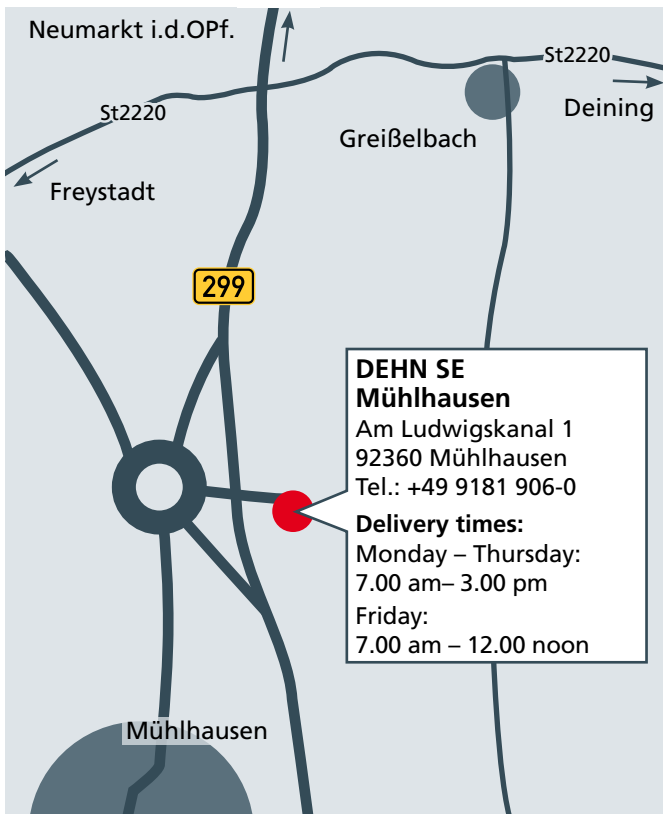 Neumarkt i.d.OPf.
St2220
Deining
St2220
Greißelbach
Freystadt
299
DEHN SE
Mühlhausen
Am Ludwigskanal 1
92360 Mühlhausen
Tel.: +49 9181 906-0
Delivery times:
Monday – Thursday:
7.00 am– 3.00 pm
Friday:
7.00 am – 12.00 noon
Mühlhausen